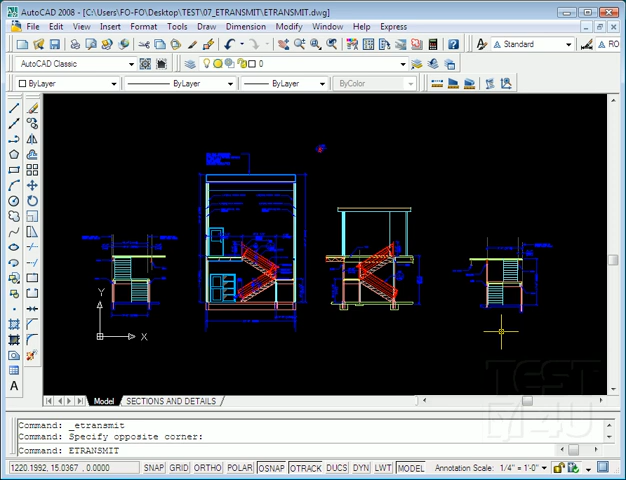 AutoCAD 2008 - [C:\Users\FO-FO\Desktop\TEST\07_ETRANSMIT\ETRANSMIT.dwg]
File Edit View Insert Format Tools Draw Dimension Modify Window Help Express
Standard
RO
AutoCAD Classic
0
ByLayer
ByLayer
ByLayer
ByColor
Y
X
Model
SECTIONS AND DETAILS
A
TEST
M4U
Command: _etransmit
Command: Specify opposite corner:
Command: ETRANSMIT
1220.1992, 15.0367, 0.0000
SNAP GRID ORTHO POLAR OSNAP OTRACK DUCS DYN LWT MODEL Annotation Scale: 1/4" = 1'-0"